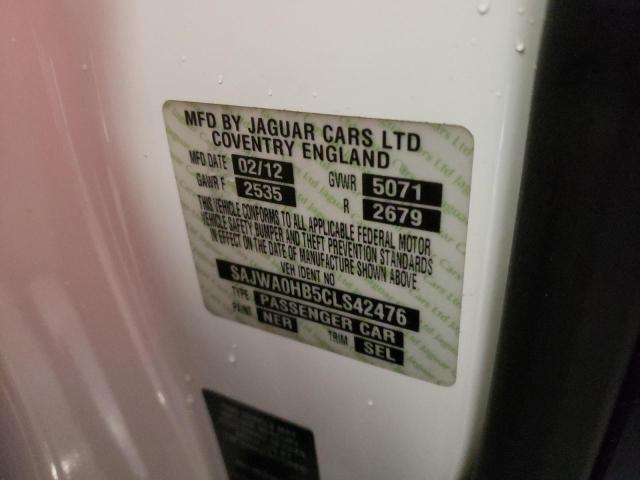 MFD BY JAGUAR CARS LTD
COVENTRY ENGLAND
MFD DATE 02/12 GVWR 5071
GAWR F 2535 R 2679
THIS VEHICLE CONFORMS TO ALL APPLICABLE FEDERAL MOTOR
VEHICLE SAFETY BUMPER AND THEFT PREVENTION STANDARDS
IN EFFECT ON THE DATE OF MANUFACTURE SHOWN ABOVE
VEH IDENT NO
SAJWA0HB5CLS42476
TYPE PASSENGER CAR
PAINT NER TRIM SEL